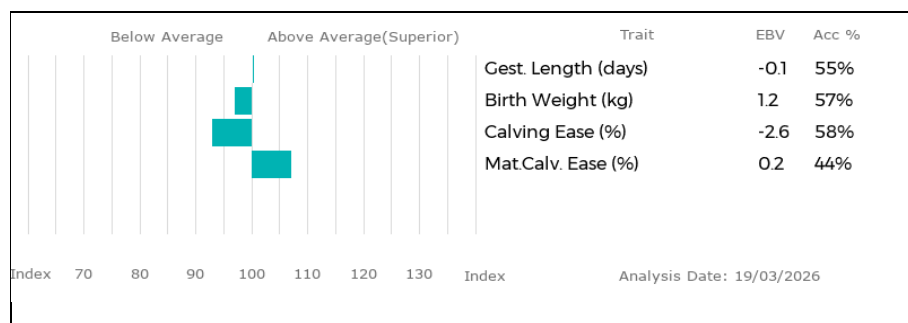 Below Average Above Average(Superior) Trait EBV Acc %
Gest. Length (days) -0.1 55%
Birth Weight (kg) 1.2 57%
Calving Ease (%) -2.6 58%
Mat.Calv. Ease (%) 0.2 44%
Index 70 80 90 100 110 120 130 Index Analysis Date: 19/03/2026